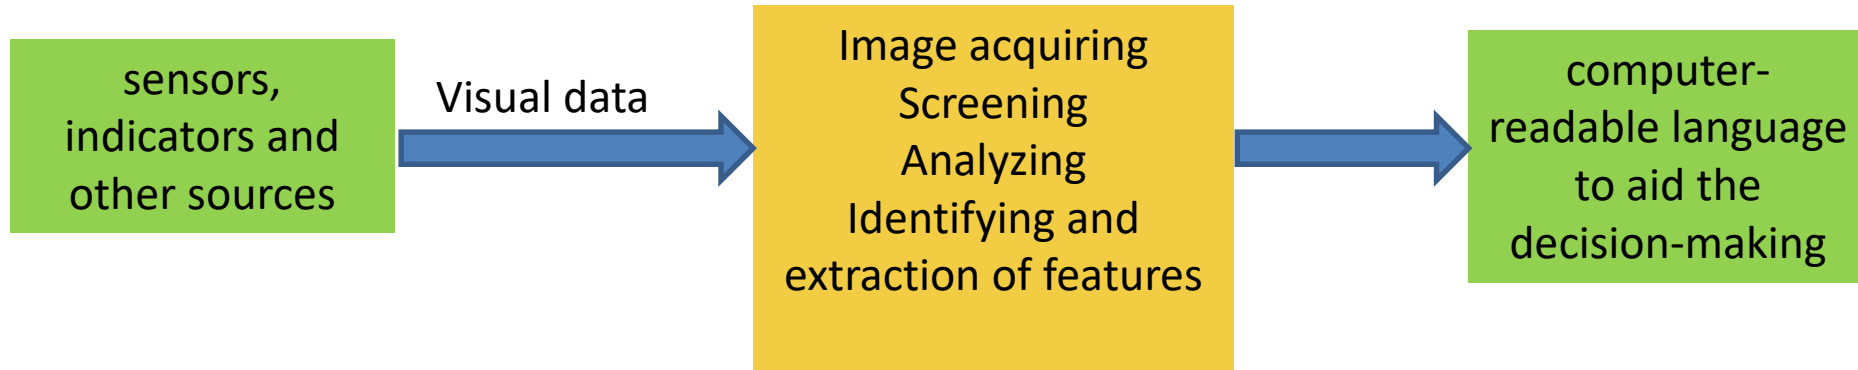 sensors,
indicators and
other sources
Visual data
Image acquiring
Screening
Analyzing
Identifying and
extraction of features
computer-
readable language
to aid the
decision-making